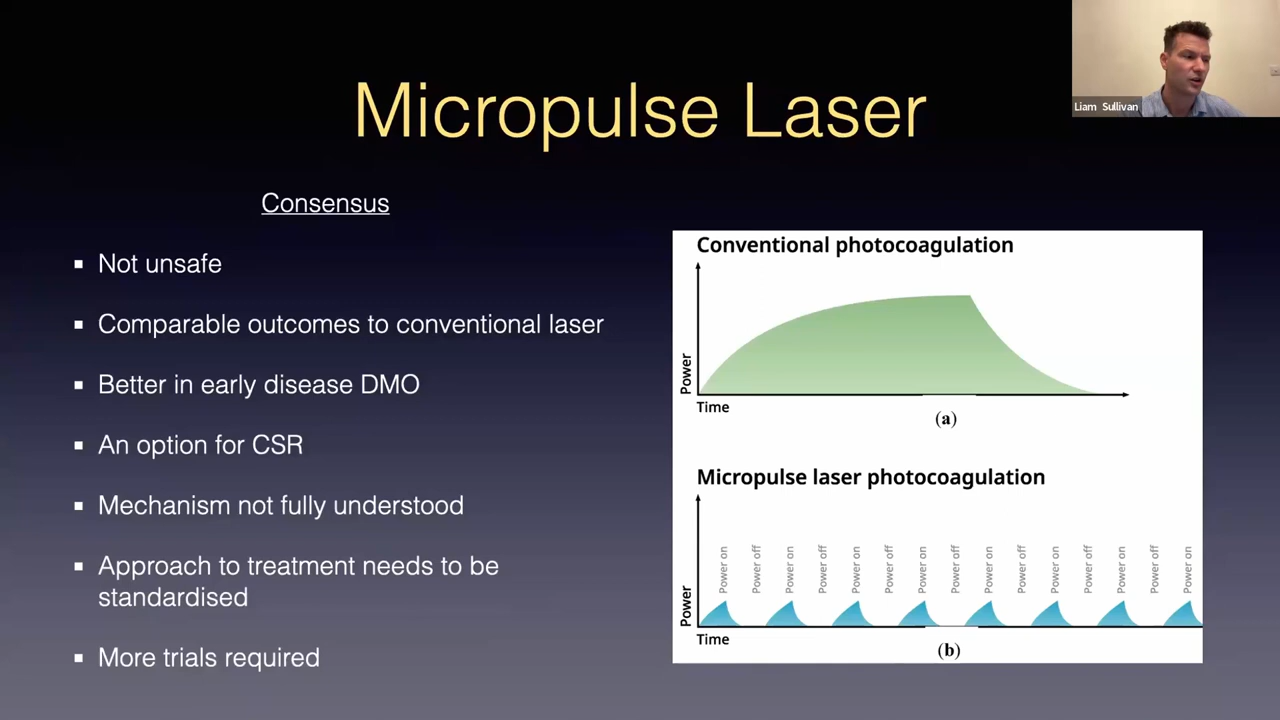 Micropulse Laser
Liam Sullivan
Consensus
▪ Not unsafe
▪ Comparable outcomes to conventional laser
▪ Better in early disease DMO
▪ An option for CSR
▪ Mechanism not fully understood
▪ Approach to treatment needs to be
standardised
▪ More trials required
Conventional photocoagulation
Power
Time
(a)
Micropulse laser photocoagulation
Power on
Power off
Power on
Power off
Power on
Power off
Power on
Power off
Power on
Power off
Power on
Power off
Power on
Power off
Power on
Power
Time
(b)